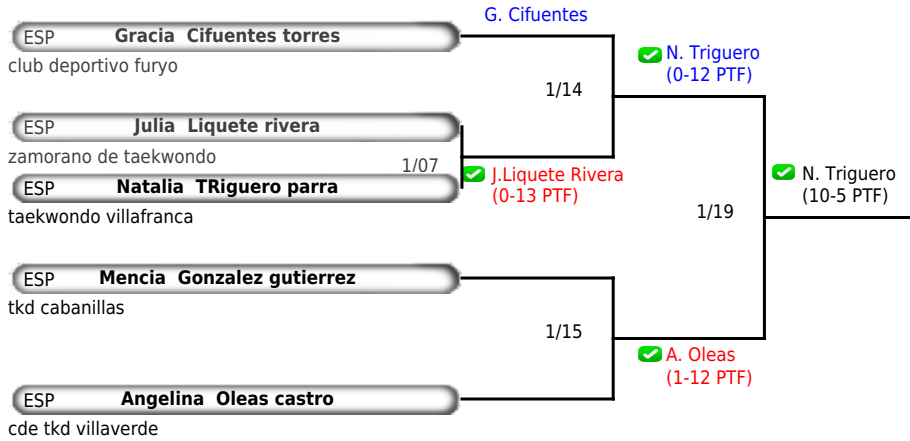 G. Cifuentes
ESP Gracia Cifuentes torres
club deportivo furyo
N. Triguero
(0-12 PTF)
1/14
ESP Julia Liquete rivera
zamorano de taekwondo
1/07
J.Liquete Rivera
(0-13 PTF)
ESP Natalia TRiguero parra
taekwondo villafranca
N. Triguero
(10-5 PTF)
1/19
ESP Mencia Gonzalez gutierrez
tkd cabanillas
1/15
A. Oleas
(1-12 PTF)
ESP Angelina Oleas castro
cde tkd villaverde